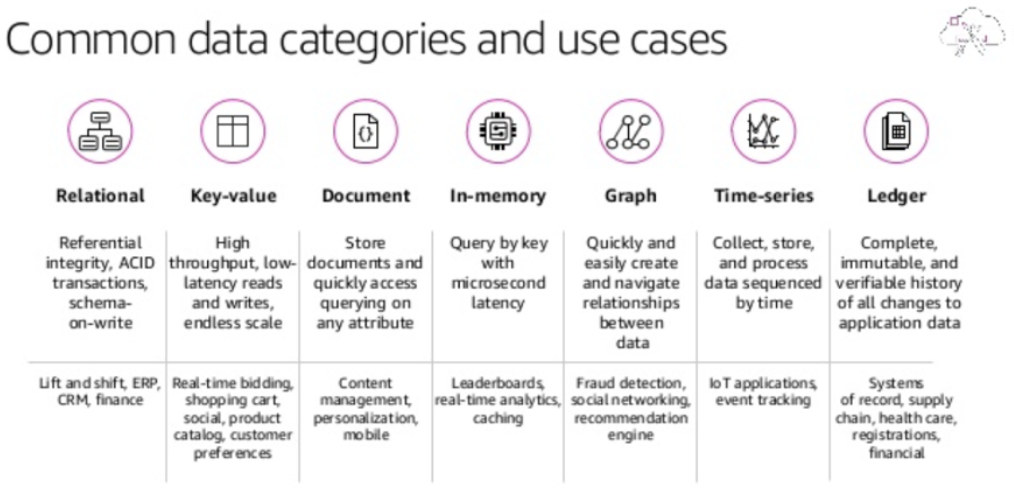 Common data categories and use cases
Relational
Key-value
Document
In-memory
Graph
Time-series
Ledger
Referential
integrity, ACID
transactions,
schema-
on-write
High
throughput, low-
latency reads
and writes,
endless scale
Store
documents and
quickly access
querying on
any attribute
Query by key
with
microsecond
latency
Quickly and
easily create
and navigate
relationships
between
data
Collect, store,
and process
data sequenced
by time
Complete,
immutable, and
verifiable history
of all changes to
application data
Lift and shift, ERP,
CRM, finance
Real-time bidding,
shopping cart,
social, product
catalog, customer
preferences
Content
management,
personalization,
mobile
Leaderboards,
real-time analytics,
caching
Fraud detection,
social networking,
recommendation
engine
IoT applications,
event tracking
Systems
of record, supply
chain, health care,
registrations,
financial